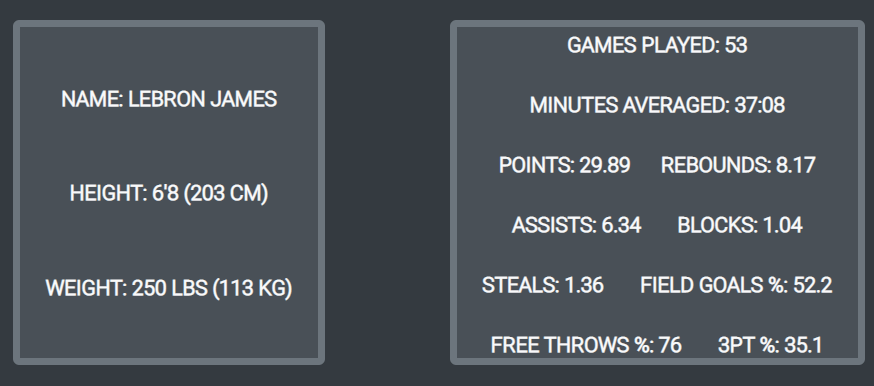 NAME: LEBRON JAMES
HEIGHT: 6'8 (203 CM)
WEIGHT: 250 LBS (113 KG)
GAMES PLAYED: 53
MINUTES AVERAGED: 37:08
POINTS: 29.89 REBOUNDS: 8.17
ASSISTS: 6.34 BLOCKS: 1.04
STEALS: 1.36 FIELD GOALS %: 52.2
FREE THROWS %: 76 3PT %: 35.1